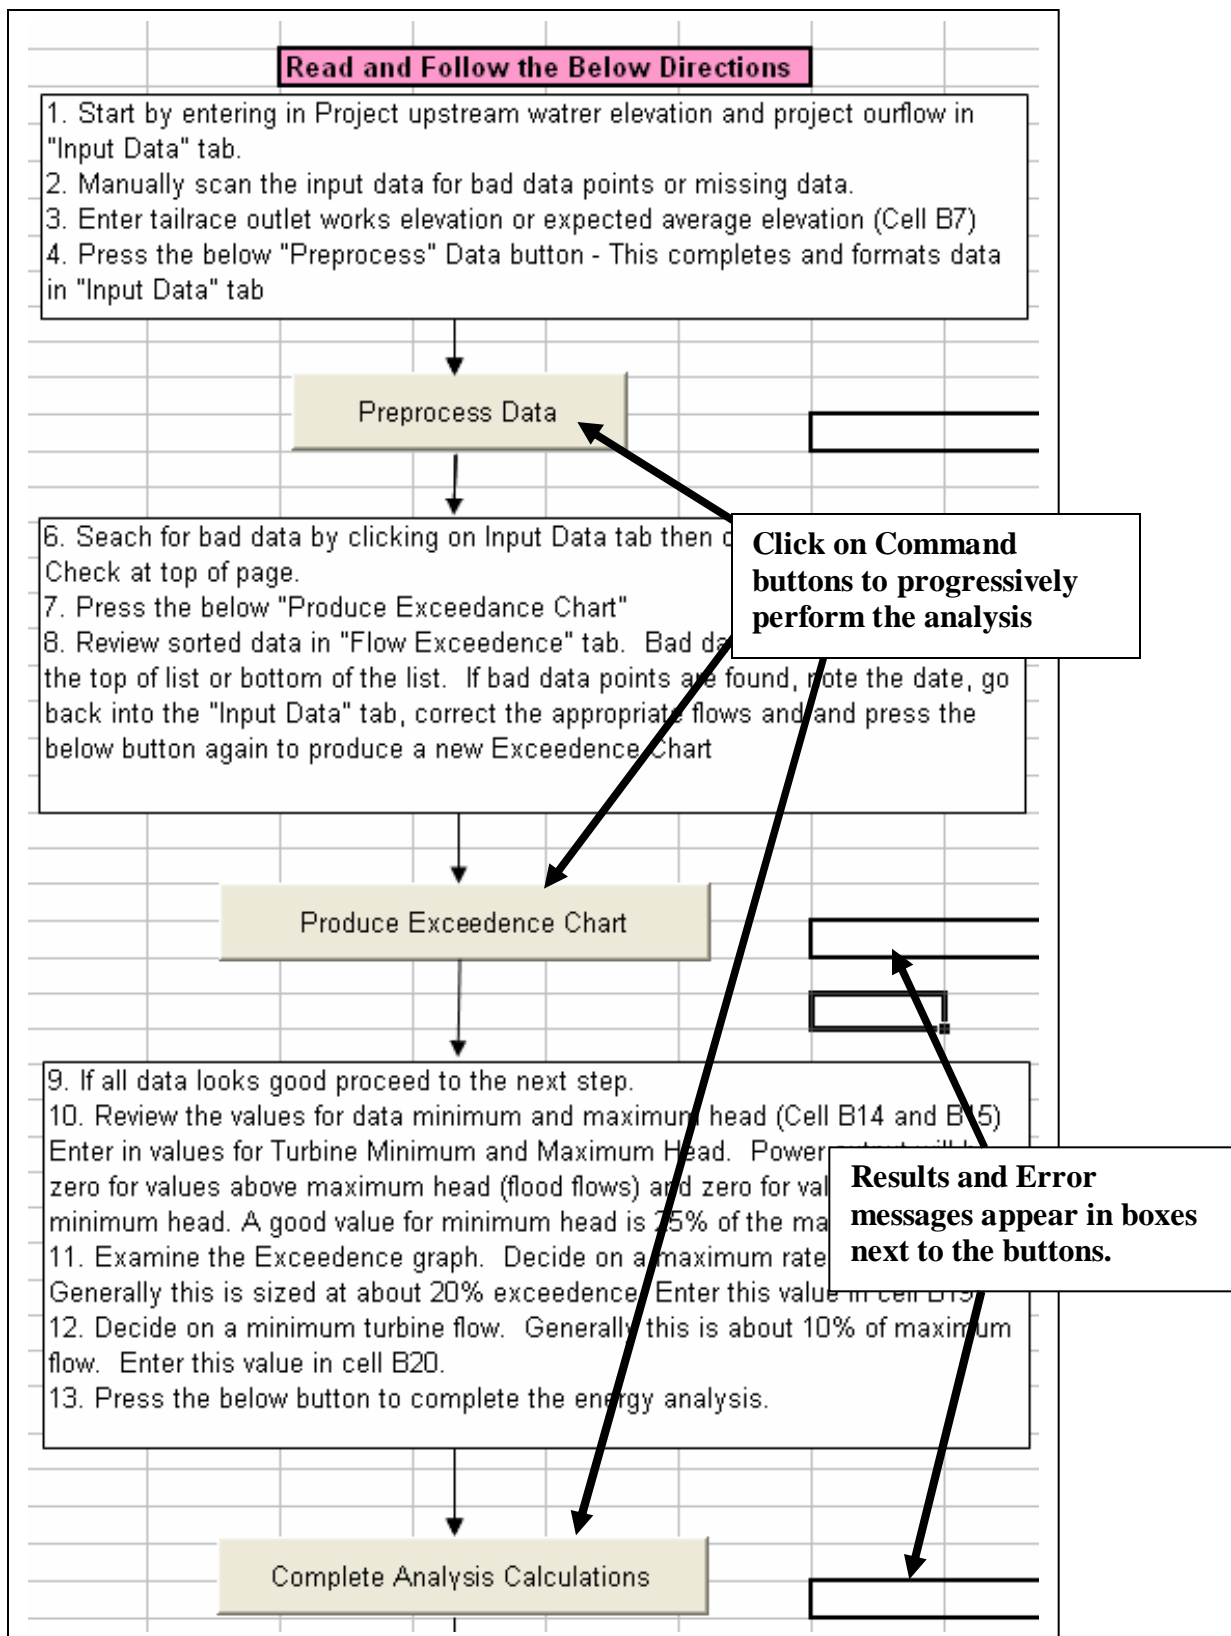 Read and Follow the Below Directions
1. Start by entering in Project upstream watrer elevation and project ourflow in
"Input Data" tab.
2. Manually scan the input data for bad data points or missing data.
3. Enter tailrace outlet works elevation or expected average elevation (Cell B7)
4. Press the below "Preprocess" Data button - This completes and formats data
in "Input Data" tab
Preprocess Data
6. Seach for bad data by clicking on Input Data tab then
Check at top of page.
7. Press the below "Produce Exceedance Chart"
8. Review sorted data in "Flow Exceedence" tab. Bad
the top of list or bottom of the list. If bad data points are found, note the date, go
back into the "Input Data" tab, correct the appropriate flows and and press the
below button again to produce a new Exceedence Chart
Click on Command
buttons to progressively
perform the analysis
Produce Exceedence Chart
9. If all data looks good proceed to the next step.
10. Review the values for data minimum and maximum head (Cell B14 and B15)
Enter in values for Turbine Minimum and Maximum Head. Power output will
zero for values above maximum head (flood flows) and zero for
minimum head. A good value for minimum head is 25% of the
11. Examine the Exceedence graph. Decide on a maximum rate
Generally this is sized at about 20% exceedence. Enter this value in cell B19
12. Decide on a minimum turbine flow. Generally this is about 10% of maximum
flow. Enter this value in cell B20.
13. Press the below button to complete the energy analysis.
Results and Error
messages appear in boxes
next to the buttons.
Complete Analysis Calculations